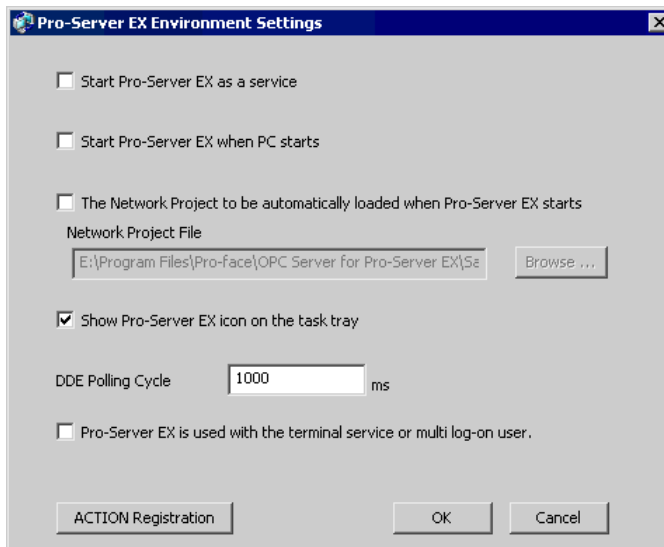 Pro-Server EX Environment Settings
Start Pro-Server EX as a service
Start Pro-Server EX when PC starts
The Network Project to be automatically loaded when Pro-Server EX starts
Network Project File
E:\Program Files\Pro-face\OPC Server for Pro-Server EX\Sa
Browse ...
Show Pro-Server EX icon on the task tray
DDE Polling Cycle 1000 ms
Pro-Server EX is used with the terminal service or multi log-on user.
ACTION Registration OK Cancel